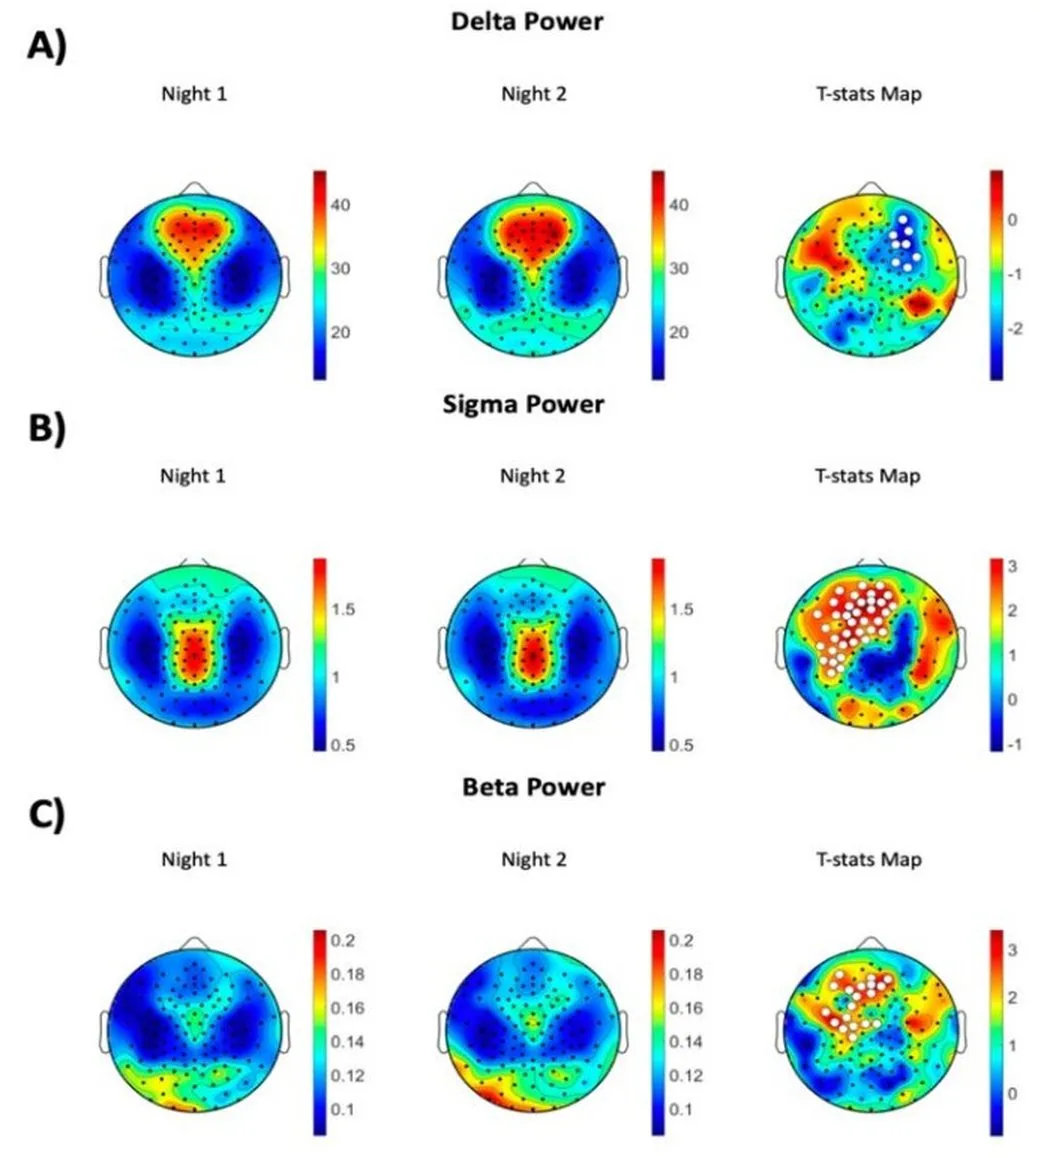 Delta Power
A)
Night 1 Night 2 T-stats Map
40 40 0
30 30 -1
20 20 -2
Sigma Power
B)
Night 1 Night 2 T-stats Map
3
1.5 1.5 2
1 1 1
0
0.5 0.5 -1
Beta Power
C)
Night 1 Night 2 T-stats Map
0.2 0.2 3
0.18 0.18
0.16 0.16 2
0.14 0.14 1
0.12 0.12
0.1 0.1 0